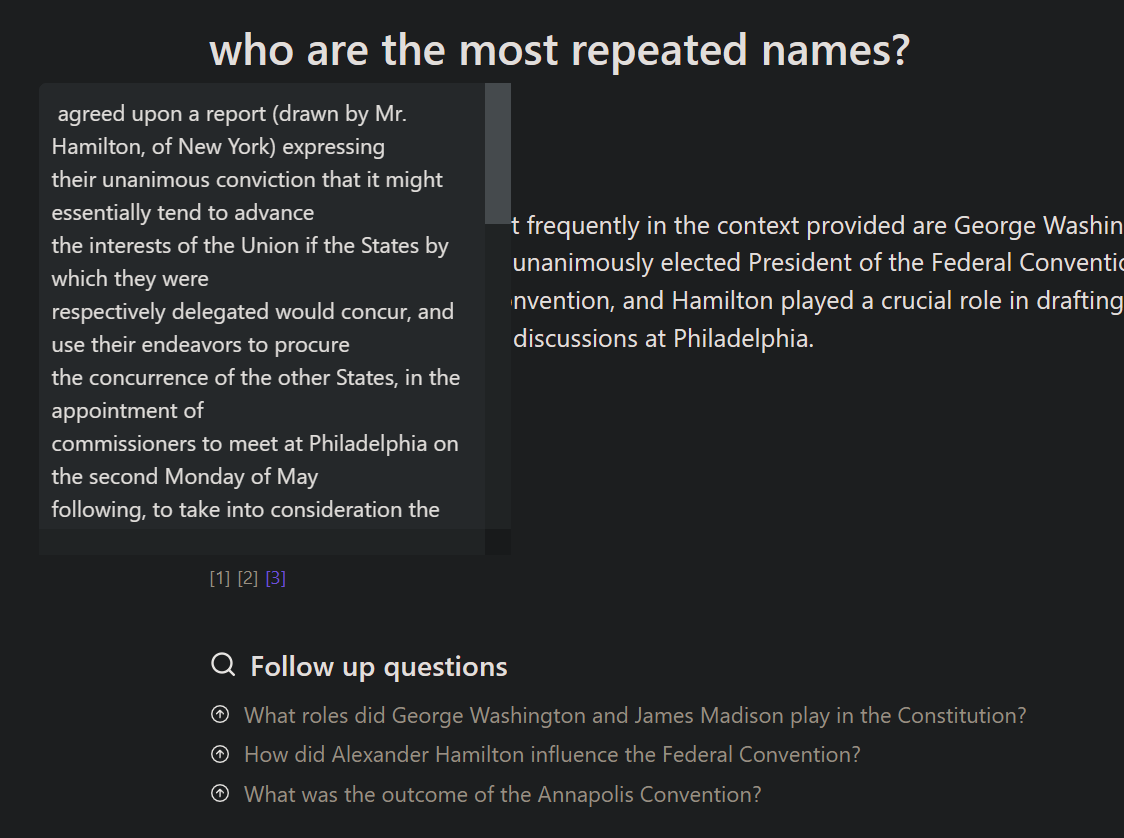 who are the most repeated names?
agreed upon a report (drawn by Mr.
Hamilton, of New York) expressing
their unanimous conviction that it might
essentially tend to advance
the interests of the Union if the States by
which they were
respectively delegated would concur, and
use their endeavors to procure
the concurrence of the other States, in the
appointment of
commissioners to meet at Philadelphia on
the second Monday of May
following, to take into consideration the
frequently in the context provided are George
unanimously elected President of the Federal
and Hamilton played a crucial role in drafting
discussions at Philadelphia.
[1] [2] [3]
Follow up questions
What roles did George Washington and James Madison play in the Constitution?
How did Alexander Hamilton influence the Federal Convention?
What was the outcome of the Annapolis Convention?